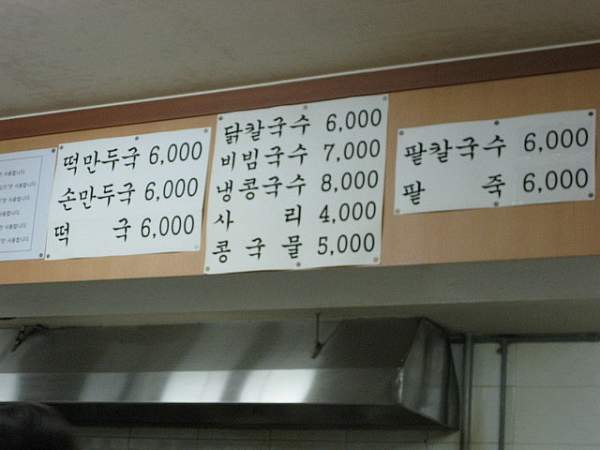 떡만두국 6,000
손만두국 6,000
떡 국 6,000
닭칼국수 6,000
비빔국수 7,000
냉콩국수 8,000
사 리 4,000
콩국물 5,000
팥칼국수 6,000
팥 죽 6,000